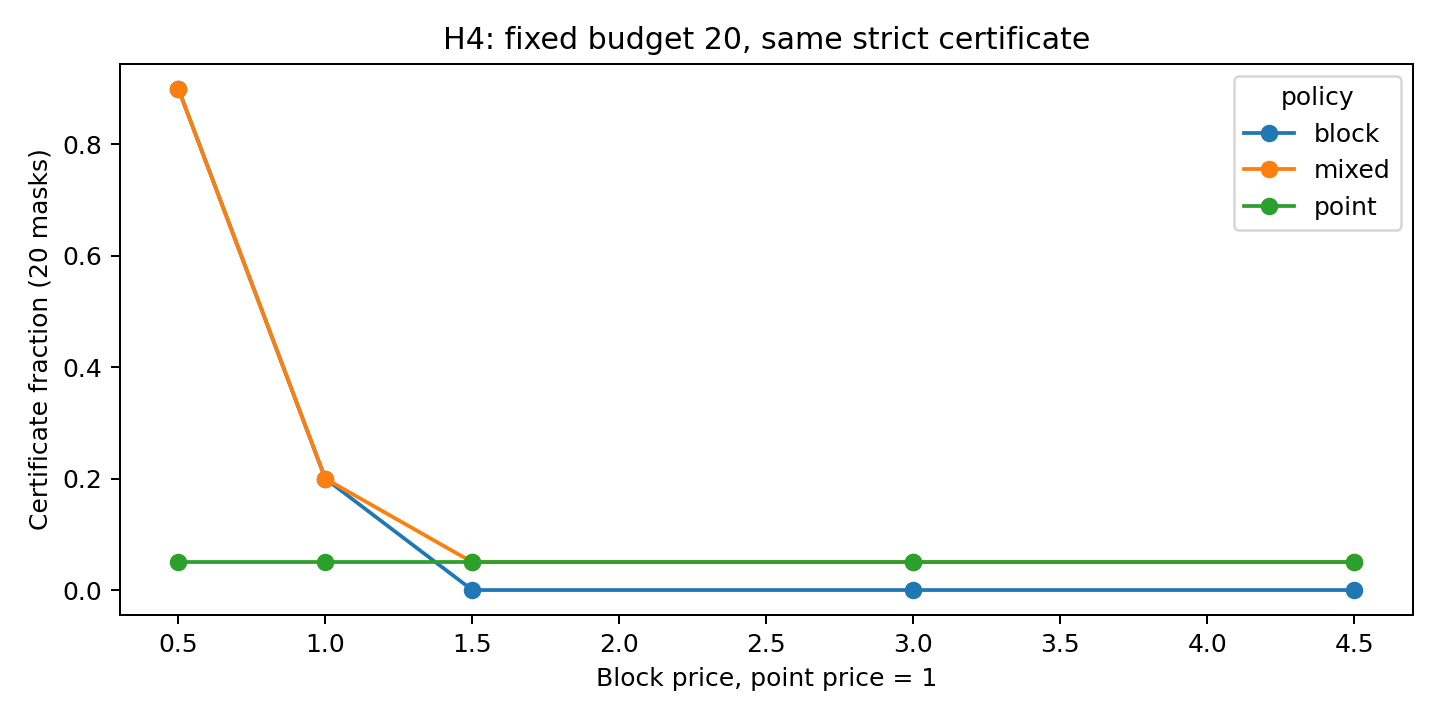 H4: fixed budget 20, same strict certificate
policy
block
mixed
point
Certificate fraction (20 masks)
0.8
0.6
0.4
0.2
0.0
0.5 1.0 1.5 2.0 2.5 3.0 3.5 4.0 4.5
Block price, point price = 1